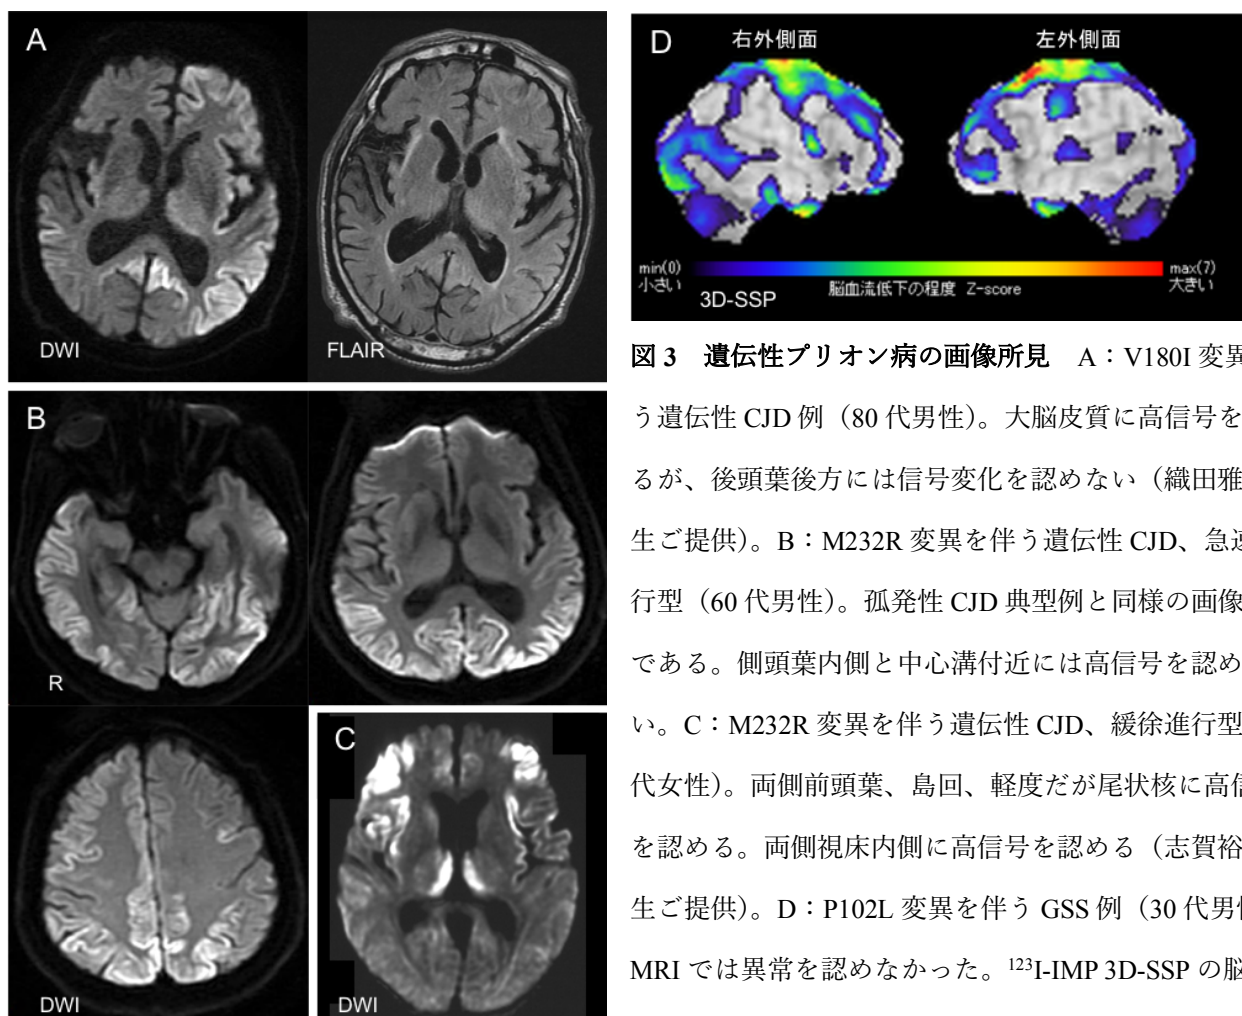 A
DWI
FLAIR
B
R
DWI
C
DWI
D
右外側面
左外側面
min(0)
小さい
脳血流低下の程度 Z-score
max(7)
大きい
3D-SSP
図 3 遺伝性プリオン病の画像所見 A：V180I 変異
う遺伝性 CJD 例（80 代男性）。大脳皮質に高信号を
るが、後頭葉後方には信号変化を認めない（織田雅
生ご提供）。B：M232R 変異を伴う遺伝性 CJD、急速
行型（60 代男性）。孤発性 CJD 典型例と同様の画像
である。側頭葉内側と中心溝付近には高信号を認め
い。C：M232R 変異を伴う遺伝性 CJD、緩徐進行型
代女性）。両側前頭葉、島回、軽度だが尾状核に高信
を認める。両側視床内側に高信号を認める（志賀裕
生ご提供）。D：P102L 変異を伴う GSS 例（30 代男性
MRI では異常を認めなかった。¹²³I-IMP 3D-SSP の脳